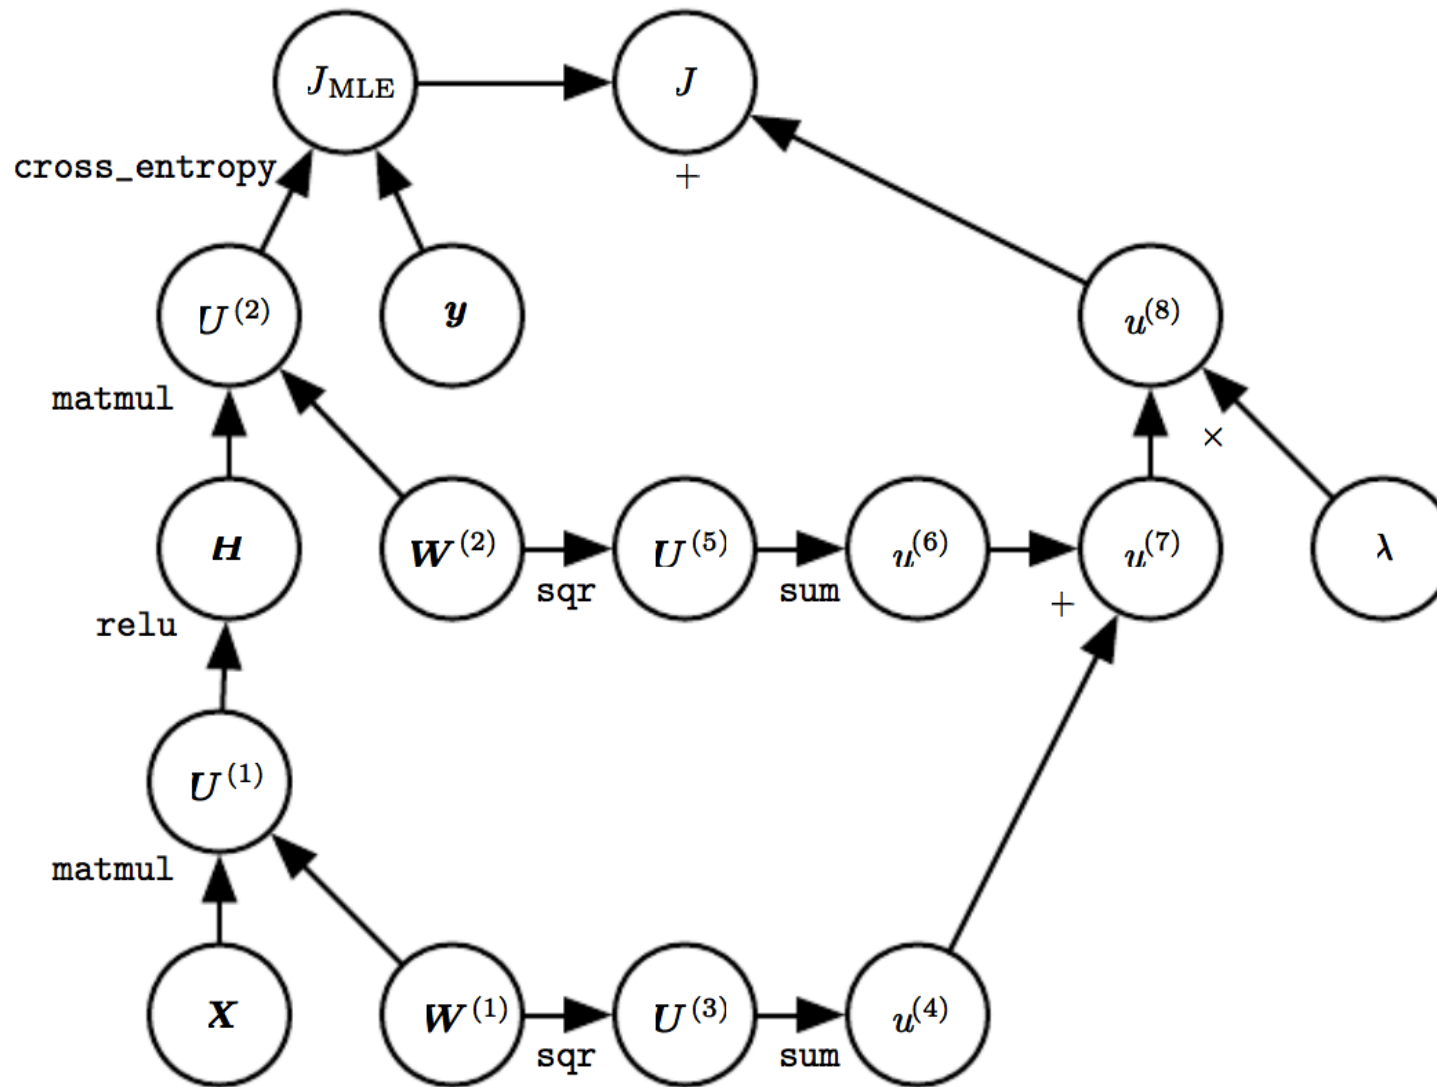 J_MLE J
cross_entropy +
U^(2) y u^(8)
matmul ×
H W^(2) U^(5) u^(6) u^(7) λ
relu sqr sum +
U^(1)
matmul
X W^(1) U^(3) u^(4)
sqr sum